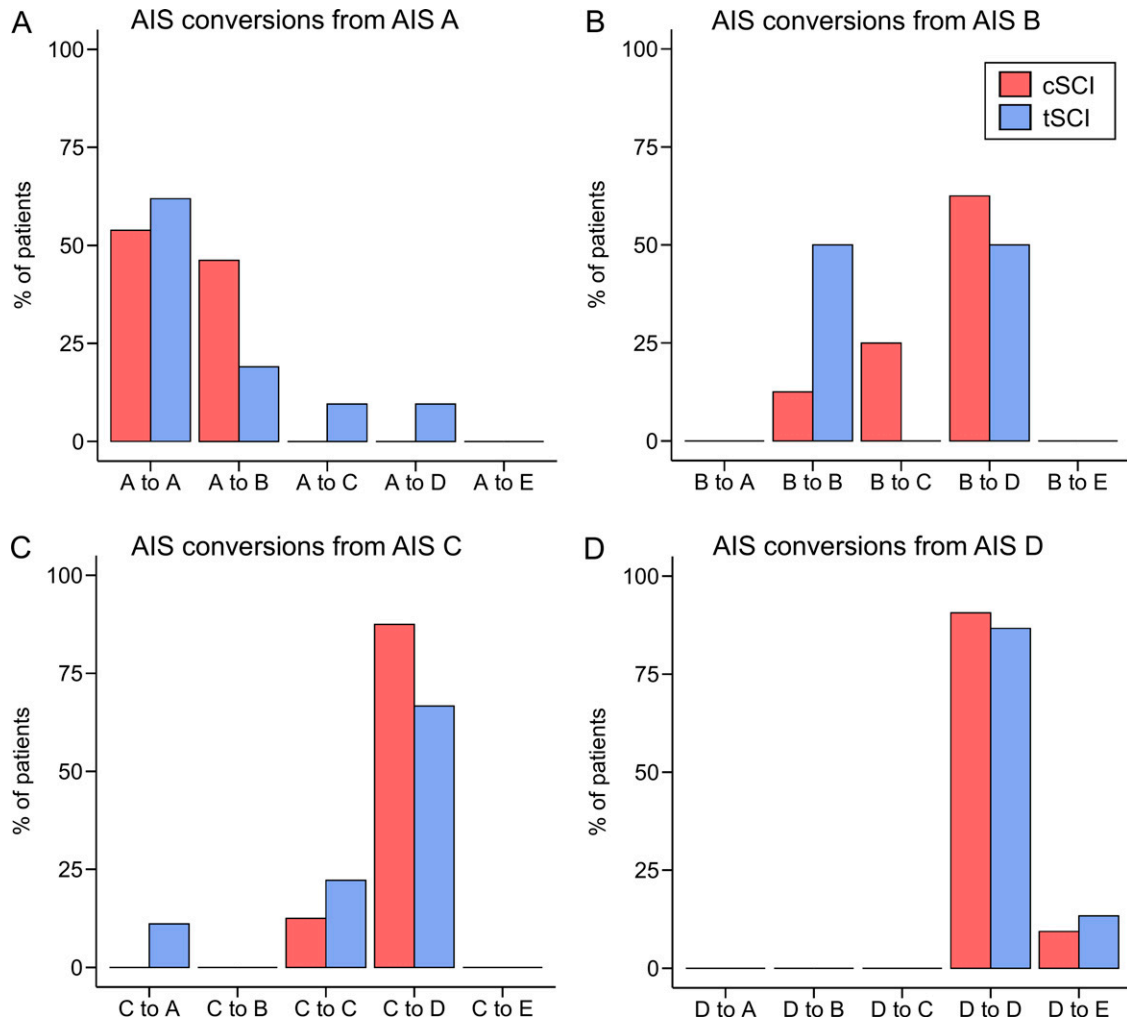 A
AIS conversions from AIS A
% of patients
100
75
50
25
0
A to A
A to B
A to C
A to D
A to E
B
AIS conversions from AIS B
cSCI
tSCI
% of patients
100
75
50
25
0
B to A
B to B
B to C
B to D
B to E
C
AIS conversions from AIS C
% of patients
100
75
50
25
0
C to A
C to B
C to C
C to D
C to E
D
AIS conversions from AIS D
% of patients
100
75
50
25
0
D to A
D to B
D to C
D to D
D to E